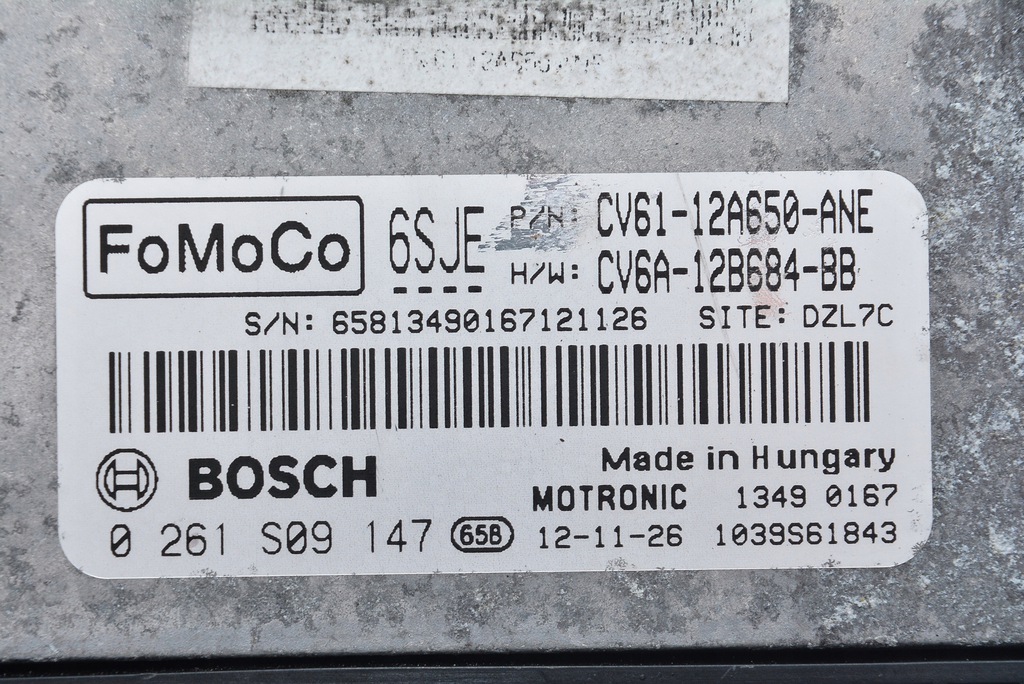 FoMoCo 6SJE P/N: CV61-12A650-ANE
H/W: CV6A-12B684-BB
S/N: 65813490167121126 SITE: DZL7C
BOSCH Made in Hungary
MOTRONIC 1349 0167
0 261 S09 147 65B 12-11-26 1039S61843